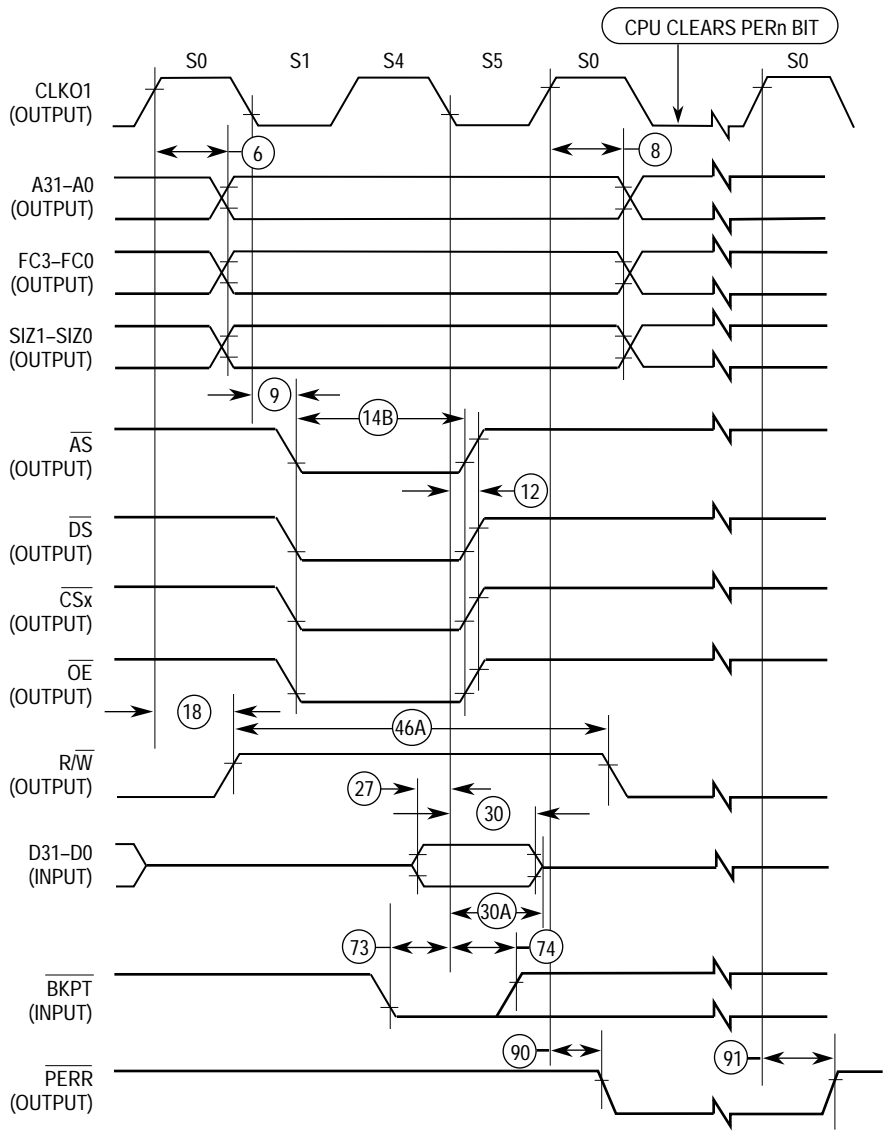 CPU CLEARS PERn BIT
S0 S1 S4 S5 S0 S0
CLKO1
(OUTPUT)
6 8
A31–A0
(OUTPUT)
FC3–FC0
(OUTPUT)
SIZ1–SIZ0
(OUTPUT)
9
14B
AS
(OUTPUT)
12
DS
(OUTPUT)
CSx
(OUTPUT)
OE
(OUTPUT)
18
46A
R/W
(OUTPUT)
27
30
D31–D0
(INPUT)
30A
73 74
BKPT
(INPUT)
90 91
PERR
(OUTPUT)